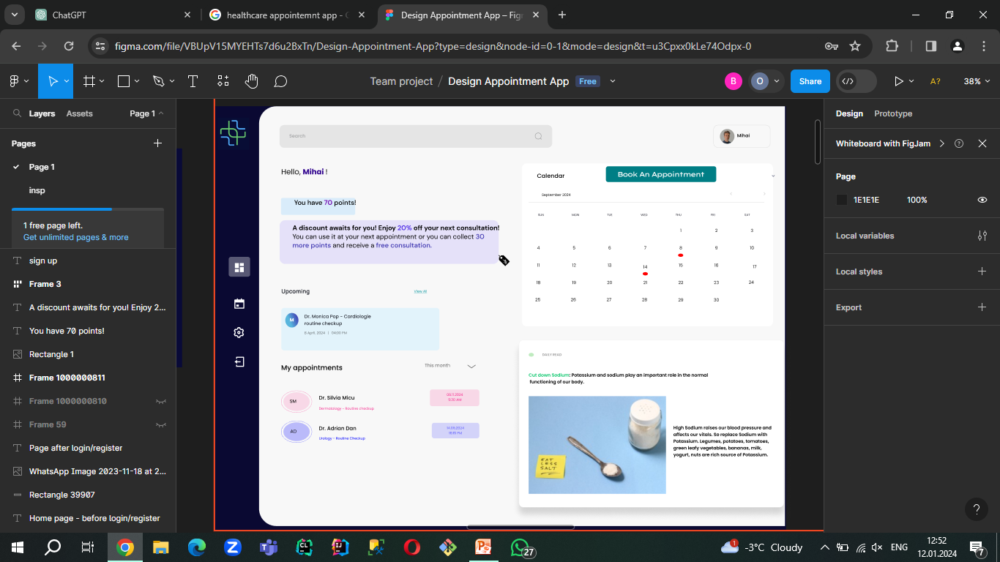 ChatGPT
healthcare appointemnt app - G
Design Appointment App – Figm
figma.com/file/VBUpV15MYEHTs7d6u2BxTn/Design-Appointment-App?type=design&node-id=0-1&mode=design&t=u3Cpxx0kLe74Odpx-0
Team project / Design Appointment App Free
B
O
Share
A?
38%
Layers
Assets
Page 1
Pages
Page 1
insp
1 free page left.
Get unlimited pages & more
sign up
Frame 3
A discount awaits for you! Enjoy 2...
You have 70 points!
Rectangle 1
Frame 1000000811
Frame 1000000810
Frame 59
Page after login/register
WhatsApp Image 2023-11-18 at 2...
Rectangle 39907
Home page - before login/register
Search
Mihai
Hello, Mihai !
You have 70 points!
A discount awaits for you! Enjoy 20% off your next consultation!
You can use it at your next appointment or you can collect 30
more points and receive a free consultation.
Upcoming
View All
M
Dr. Monica Pop - Cardiologie
routine checkup
8 April, 2024 | 04:00 PM
My appointments
This month
SM
Dr. Silvia Micu
Dermatology - Routine checkup
09.11.2024
9:30 AM
AD
Dr. Adrian Dan
Urology - Routine Checkup
14.09.2024
Calendar
Book An Appointment
September 2024
SUN MON TUE WED THU FRI SAT
1 2 3
4 5 6 7 8 9 10
11 12 13 14 15 16 17
18 19 20 21 22 23 24
25 26 27 28 29 30
DAILY READ
Cut down Sodium: Potassium and sodium play an important role in the normal
functioning of our body.
EAT
LESS
SALT
High Sodium raises our blood pressure and
affects our vitals. So replace Sodium with
Potassium. Legumes, potatoes, tomatoes,
green leafy vegetables, bananas, milk,
yogurt, nuts are rich source of Potassium.
Design
Prototype
Whiteboard with FigJam
Page
1E1E1E
100%
Local variables
Local styles
Export
?
27
1
-3°C Cloudy
ENG
12:52
12.01.2024
7